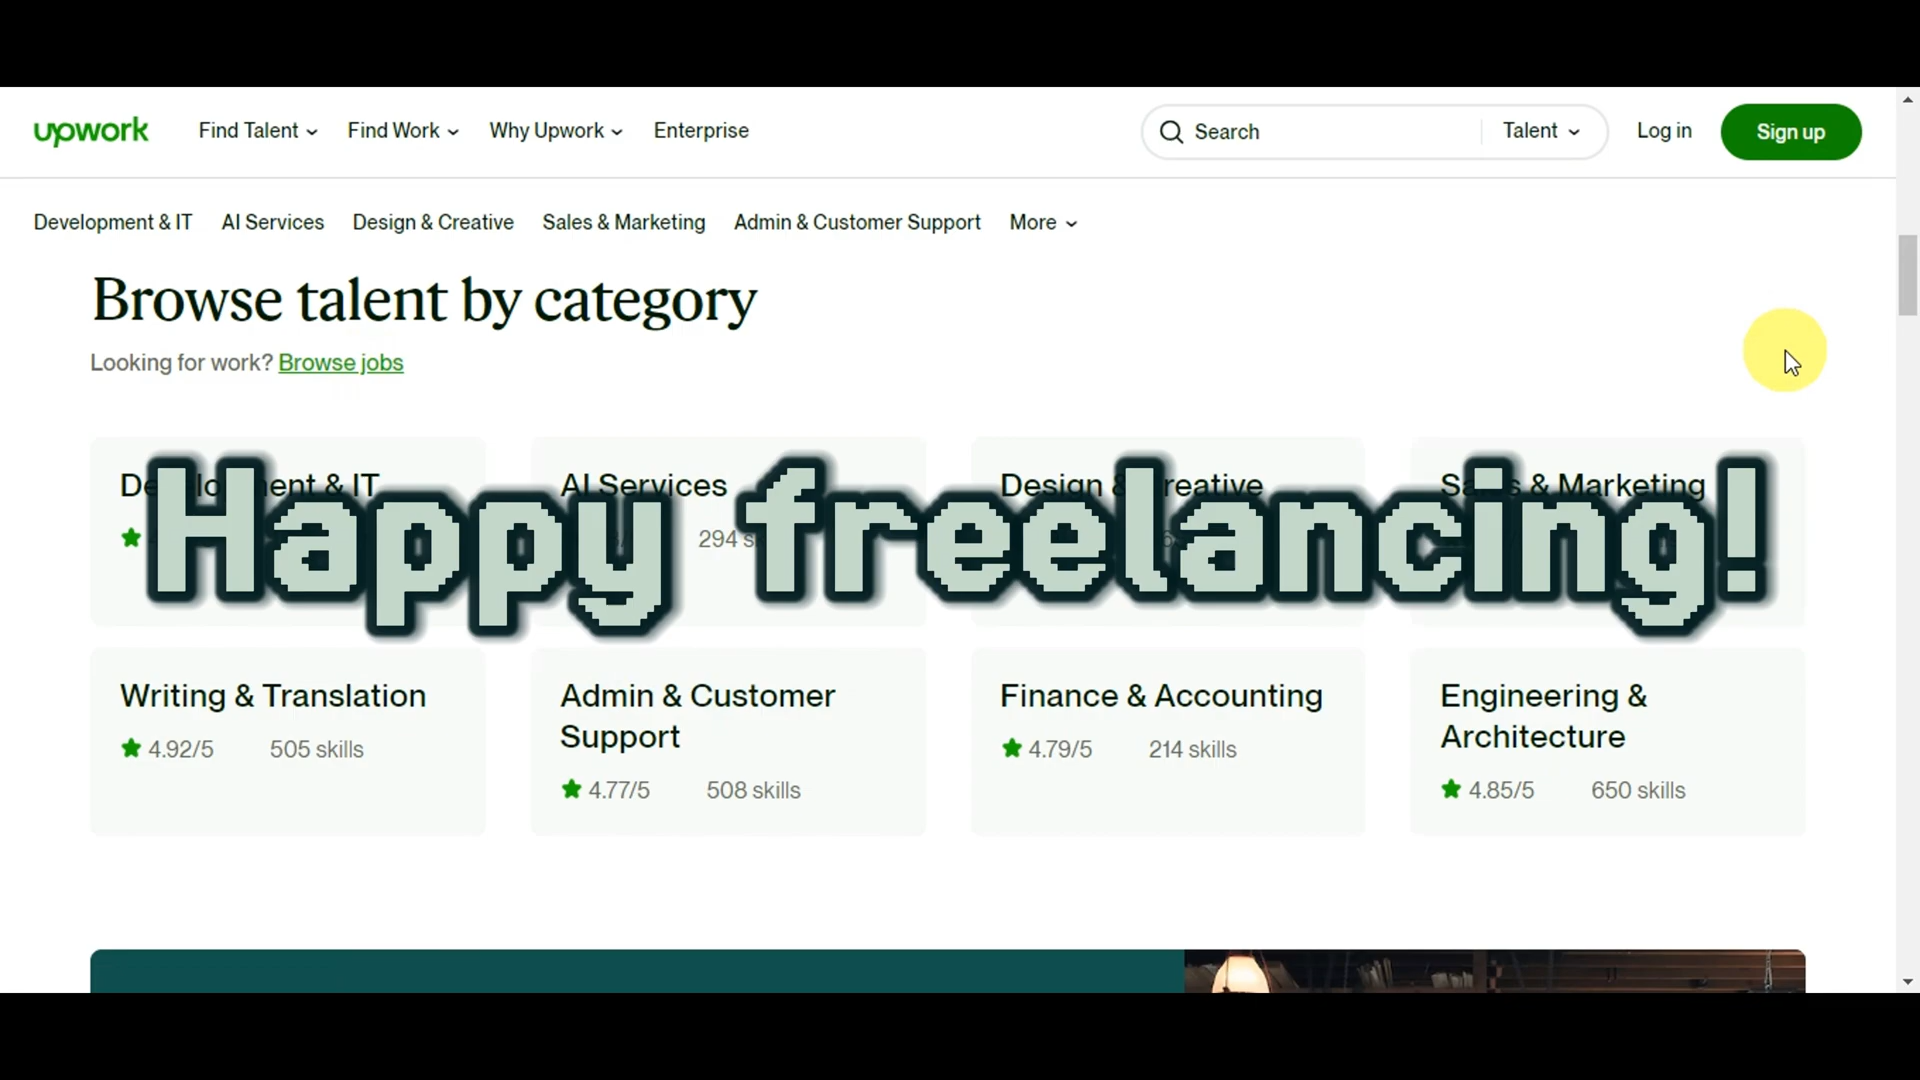 upwork Find Talent Find Work Why Upwork Enterprise Search Talent Log in Sign up
Development & IT AI Services Design & Creative Sales & Marketing Admin & Customer Support More
Browse talent by category
Looking for work? Browse jobs
AI Services
& Marketing
294
Happy freelancing!
Writing & Translation
4.92/5 505 skills
Admin & Customer
Support
4.77/5 508 skills
Finance & Accounting
4.79/5 214 skills
Engineering &
Architecture
4.85/5 650 skills